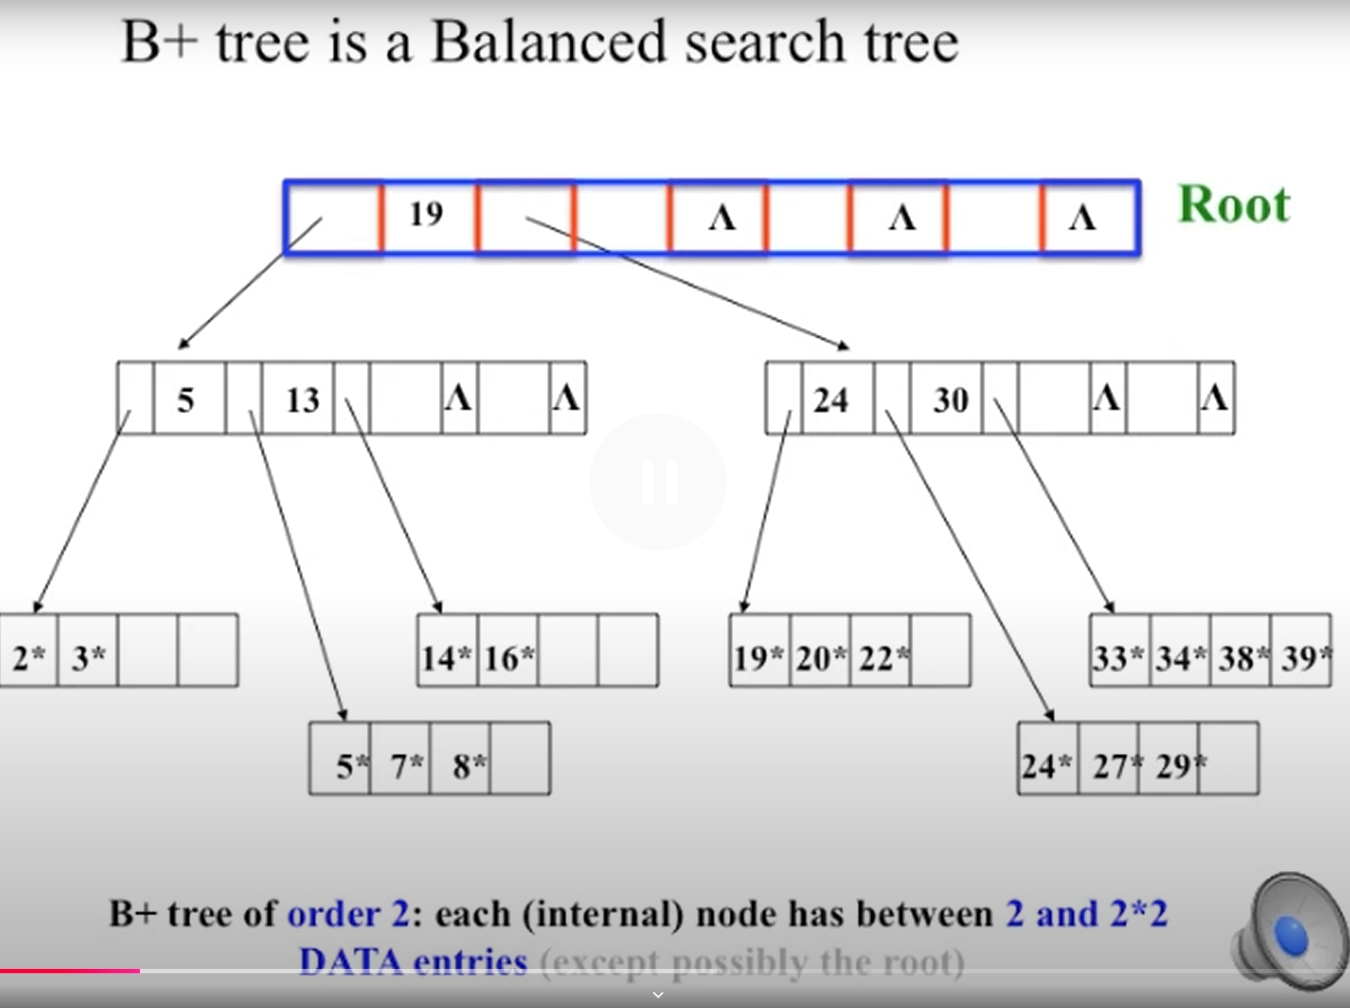 B+ tree is a Balanced search tree
19 Λ Λ Λ Root
5 13 Λ Λ 24 30 Λ Λ
2* 3* 14* 16* 19* 20* 22* 33* 34* 38* 39*
5* 7* 8* 24* 27* 29*
B+ tree of order 2: each (internal) node has between 2 and 2*2
DATA entries (except possibly the root)